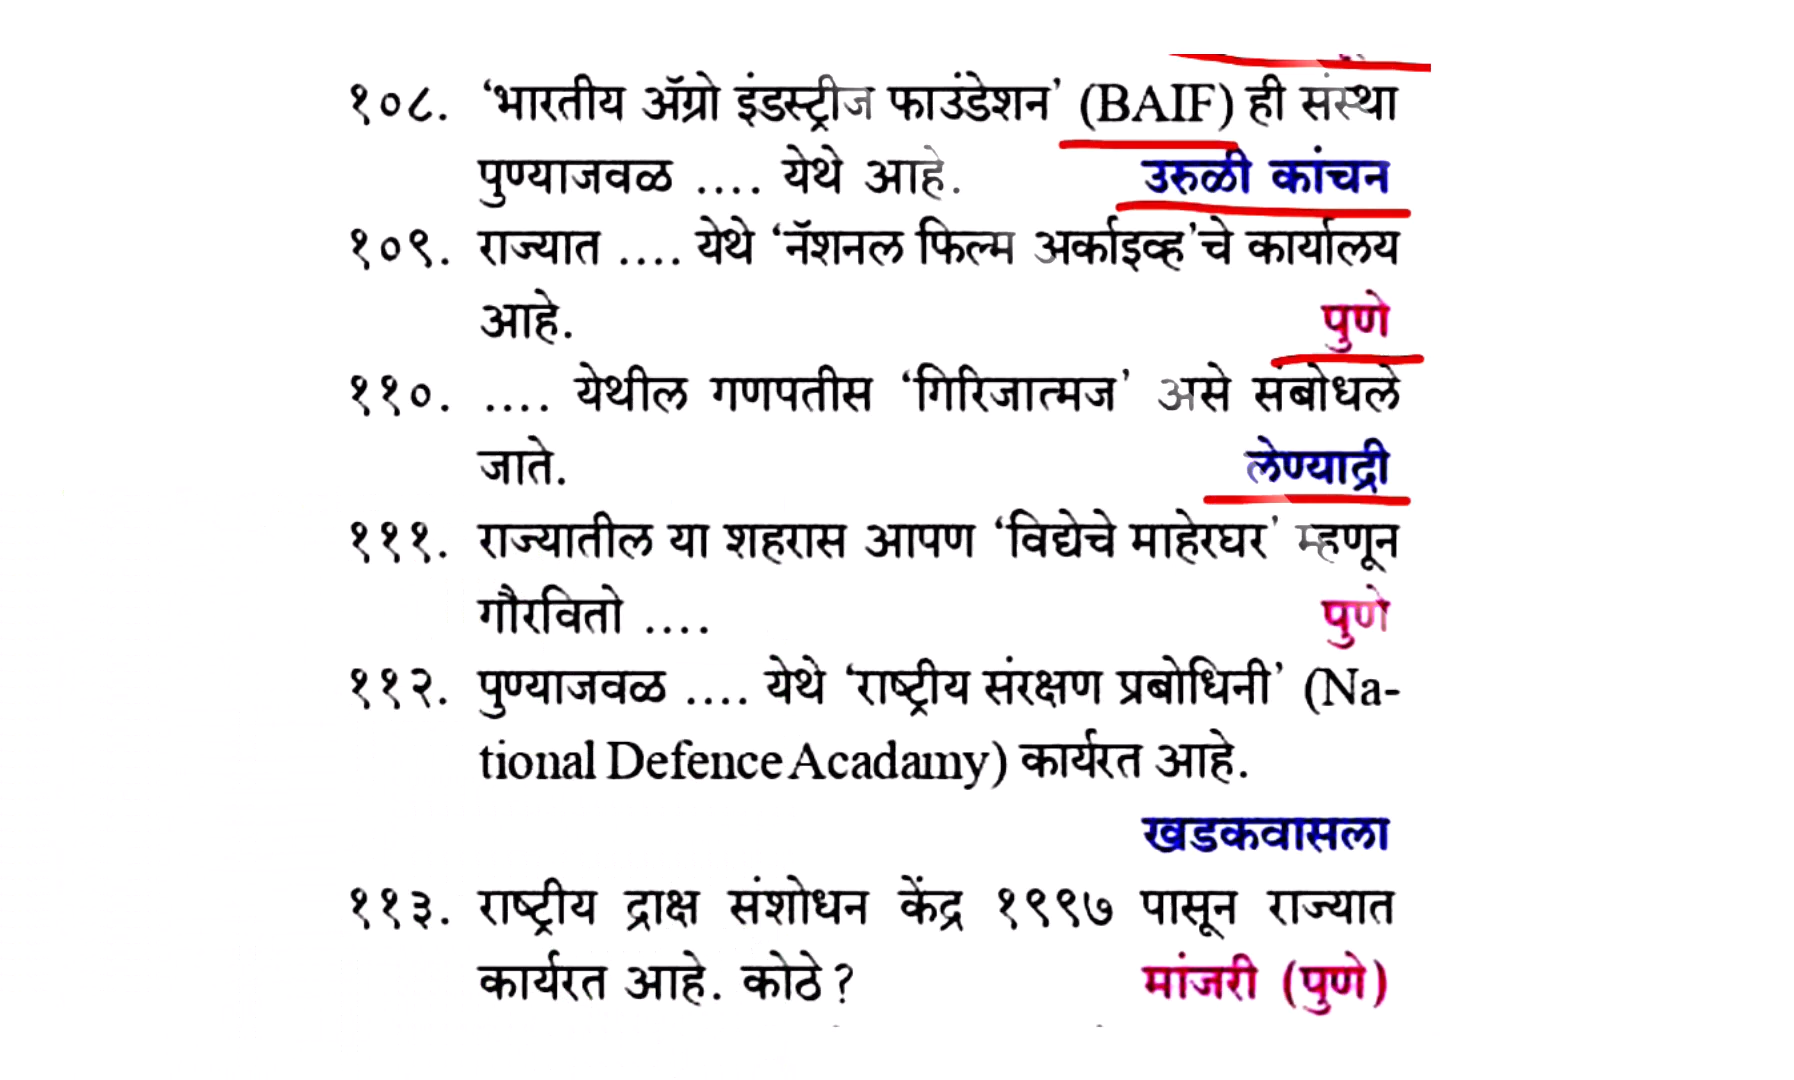 १०८. ‘भारतीय ॲग्रो इंडस्ट्रीज फाउंडेशन’ (BAIF) ही संस्था
पुण्याजवळ .... येथे आहे. उरुळी कांचन
१०९. राज्यात .... येथे ‘नॅशनल फिल्म अर्काइव्ह’चे कार्यालय
आहे. पुणे
११०. .... येथील गणपतीस ‘गिरिजात्मज’ असे संबोधले
जाते. लेण्याद्री
१११. राज्यातील या शहरास आपण ‘विद्येचे माहेरघर’ म्हणून
गौरवितो .... पुणे
११२. पुण्याजवळ .... येथे ‘राष्ट्रीय संरक्षण प्रबोधिनी’ (Na-
tional Defence Acadamy) कार्यरत आहे.
खडकवासला
११३. राष्ट्रीय द्राक्ष संशोधन केंद्र १९९७ पासून राज्यात
कार्यरत आहे. कोठे? मांजरी (पुणे)